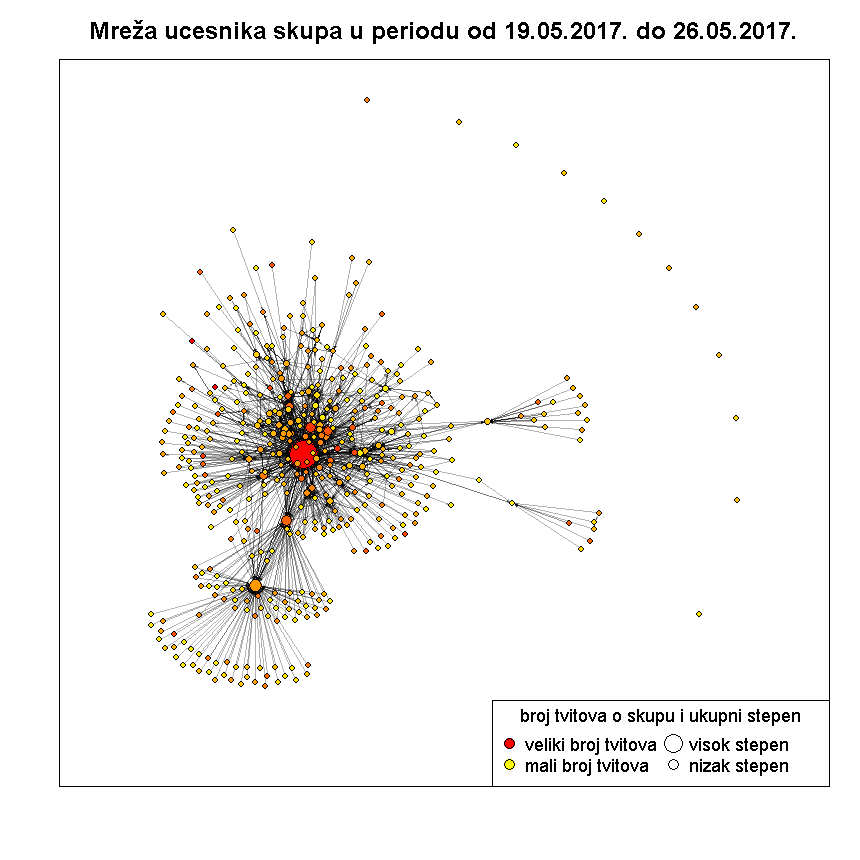 Mreža ucesnika skupa u periodu od 19.05.2017. do 26.05.2017.
broj tvitova o skupu i ukupni stepen
veliki broj tvitova visok stepen
mali broj tvitova nizak stepen